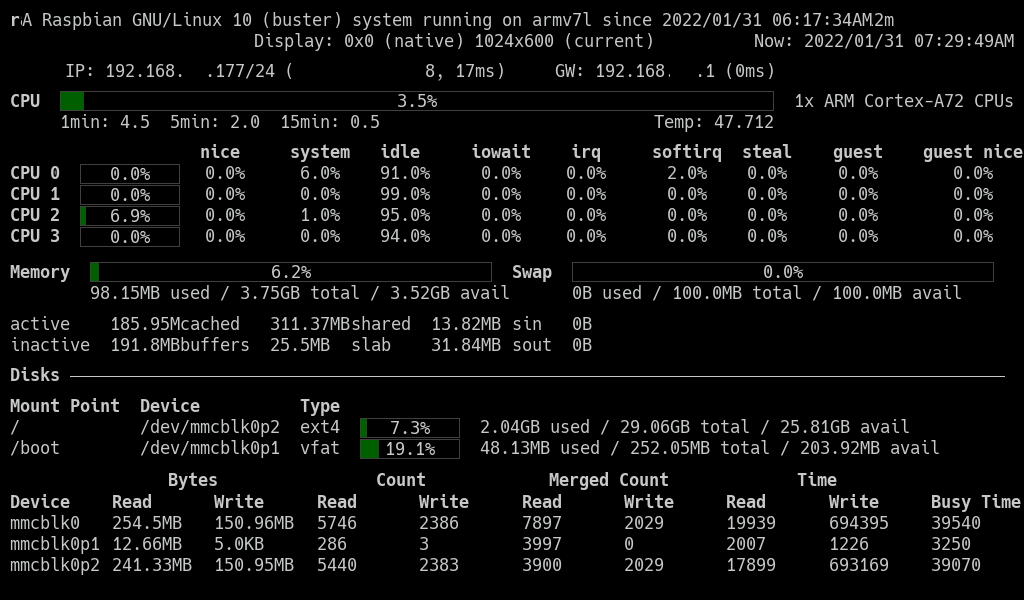 rA Raspbian GNU/Linux 10 (buster) system running on armv7l since 2022/01/31 06:17:34AM2m
Display: 0x0 (native) 1024x600 (current) Now: 2022/01/31 07:29:49AM
IP: 192.168. .177/24 ( 8, 17ms) GW: 192.168. .1 (0ms)
CPU 3.5% 1x ARM Cortex-A72 CPUs
1min: 4.5 5min: 2.0 15min: 0.5 Temp: 47.712
nice system idle iowait irq softirq steal guest guest nice
CPU 0 0.0% 0.0% 6.0% 91.0% 0.0% 0.0% 2.0% 0.0% 0.0% 0.0%
CPU 1 0.0% 0.0% 0.0% 99.0% 0.0% 0.0% 0.0% 0.0% 0.0% 0.0%
CPU 2 6.9% 0.0% 1.0% 95.0% 0.0% 0.0% 0.0% 0.0% 0.0% 0.0%
CPU 3 0.0% 0.0% 0.0% 94.0% 0.0% 0.0% 0.0% 0.0% 0.0% 0.0%
Memory 6.2% Swap 0.0%
98.15MB used / 3.75GB total / 3.52GB avail 0B used / 100.0MB total / 100.0MB avail
active 185.95Mcached 311.37MBshared 13.82MB sin 0B
inactive 191.8MBbuffers 25.5MB slab 31.84MB sout 0B
Disks
Mount Point Device Type
/ /dev/mmcblk0p2 ext4 7.3% 2.04GB used / 29.06GB total / 25.81GB avail
/boot /dev/mmcblk0p1 vfat 19.1% 48.13MB used / 252.05MB total / 203.92MB avail
Bytes Count Merged Count Time
Device Read Write Read Write Read Write Read Write Busy Time
mmcblk0 254.5MB 150.96MB 5746 2386 7897 2029 19939 694395 39540
mmcblk0p1 12.66MB 5.0KB 286 3 3997 0 2007 1226 3250
mmcblk0p2 241.33MB 150.95MB 5440 2383 3900 2029 17899 693169 39070